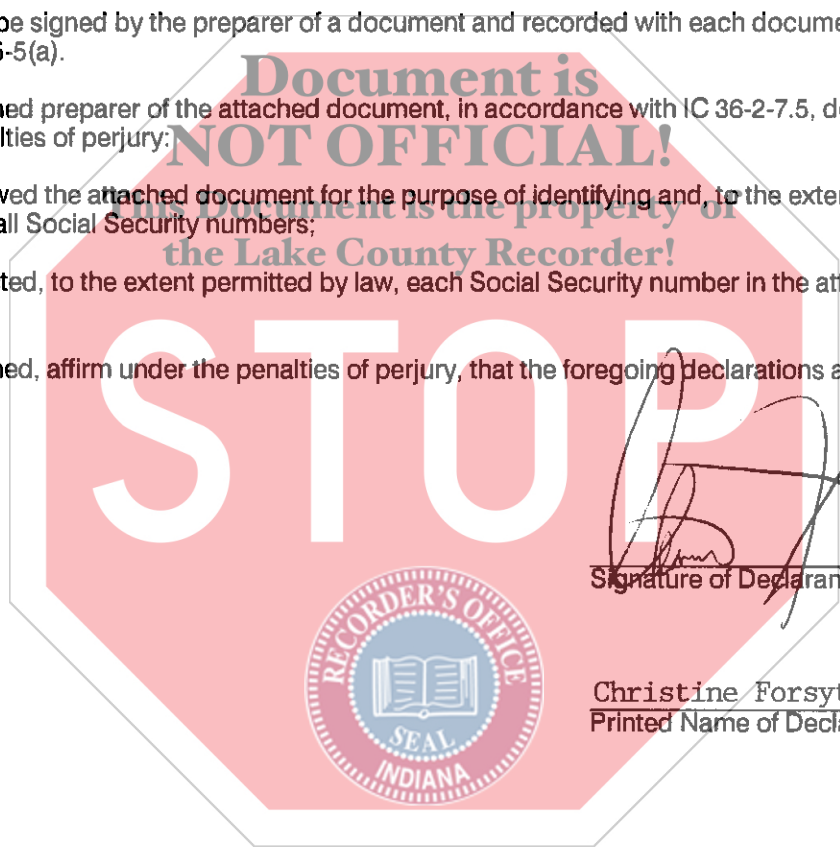 be signed by the preparer of a document and recorded with each docume
-5(a).
Document is
ned preparer of the attached document, in accordance with IC 36-2-7.5, d
lties of perjury:
NOT OFFICIAL!
wed the attached document for the purpose of identifying and, to the exte
all Social Security numbers;
This Document is the property of
the Lake County Recorder!
ted, to the extent permitted by law, each Social Security number in the at
ned, affirm under the penalties of perjury, that the foregoing declarations a
STOP
Signature of Declaran
RECORDER'S OFFICE
SEAL
INDIANA
Christine Forsyt
Printed Name of Decla